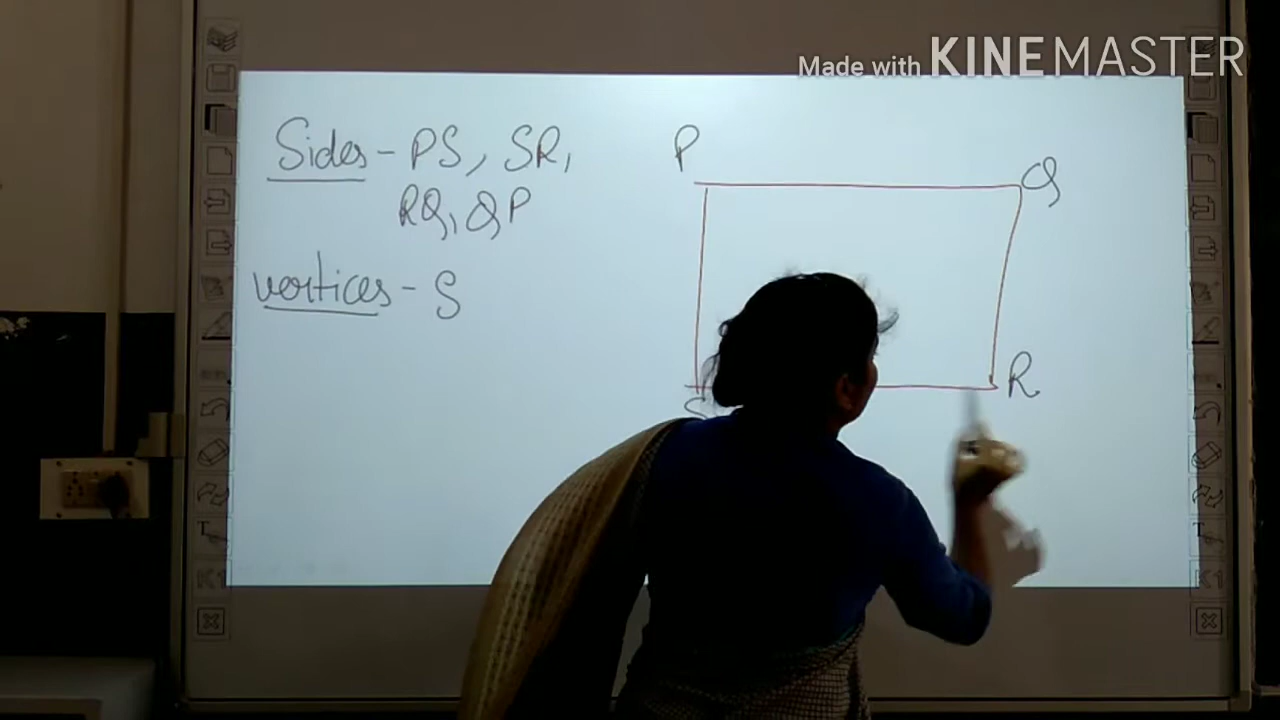 Made with KINEMASTER
Sides - PS, SR,
RQ, QP
vertices - S
P
Q
R
S